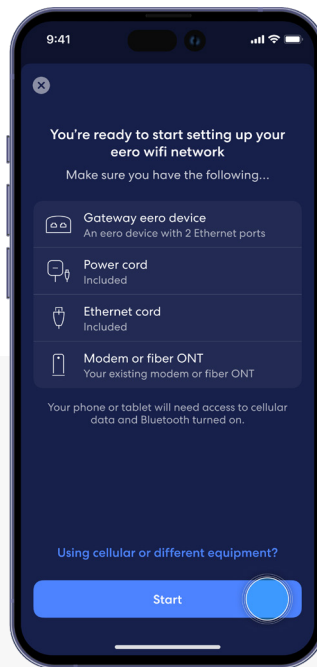 9:41
You're ready to start setting up your
eero wifi network
Make sure you have the following...
Gateway eero device
An eero device with 2 Ethernet ports
Power cord
Included
Ethernet cord
Included
Modem or fiber ONT
Your existing modem or fiber ONT
Your phone or tablet will need access to cellular
data and Bluetooth turned on.
Using cellular or different equipment?
Start